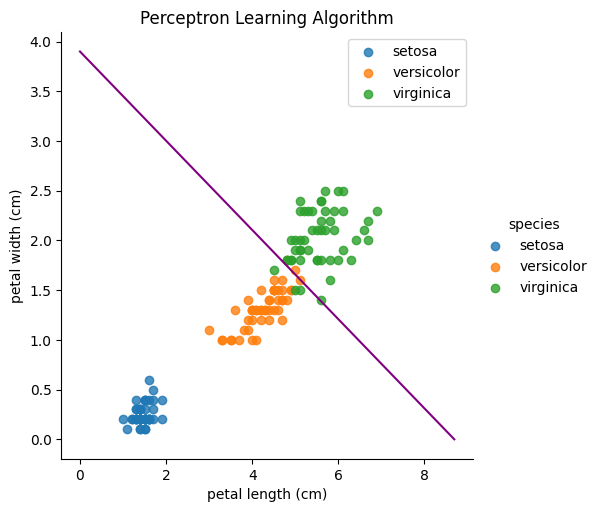 Perceptron Learning Algorithm
setosa
versicolor
virginica
4.0
3.5
3.0
2.5
2.0
1.5
1.0
0.5
0.0
petal width (cm)
0 2 4 6 8
petal length (cm)
species
setosa
versicolor
virginica